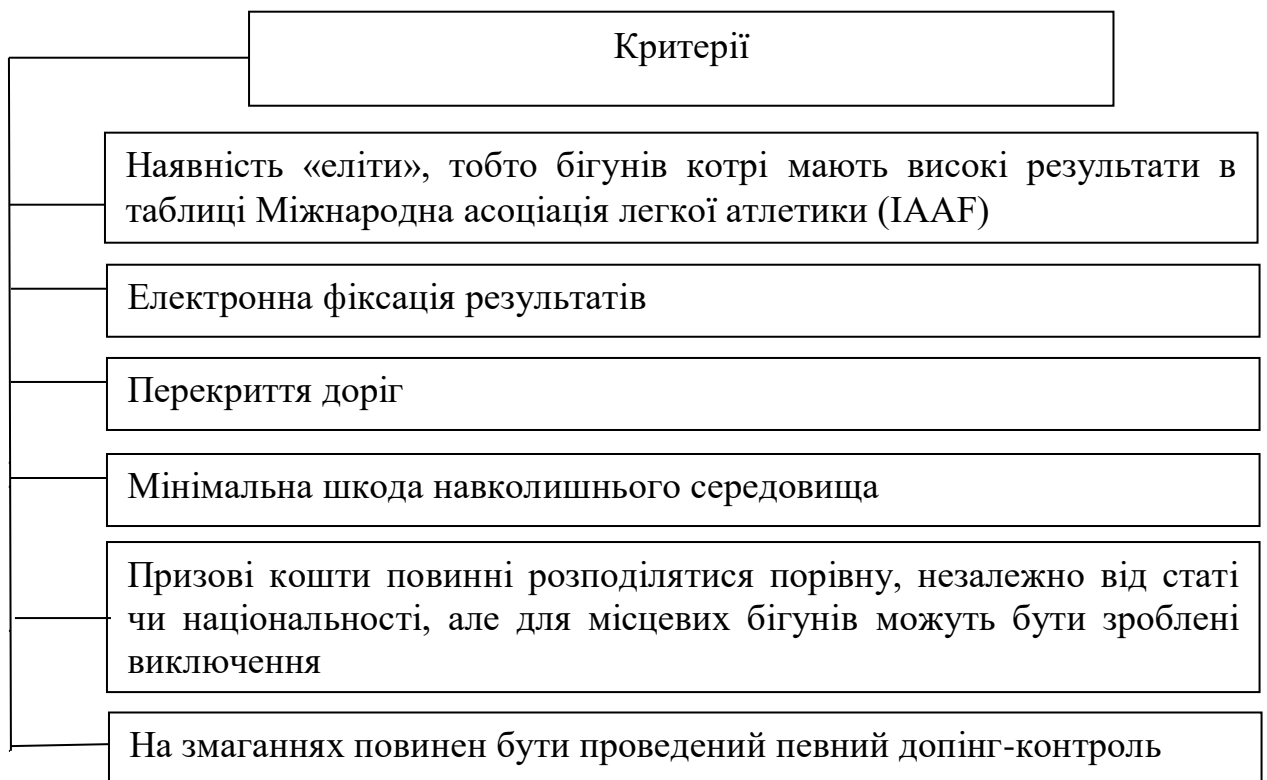 Критерії
Наявність «еліти», тобто бігунів котрі мають високі результати в
таблиці Міжнародна асоціація легкої атлетики (IAAF)
Електронна фіксація результатів
Перекриття доріг
Мінімальна шкода навколишнього середовища
Призові кошти повинні розподілятися порівну, незалежно від статі
чи національності, але для місцевих бігунів можуть бути зроблені
виключення
На змаганнях повинен бути проведений певний допінг-контроль